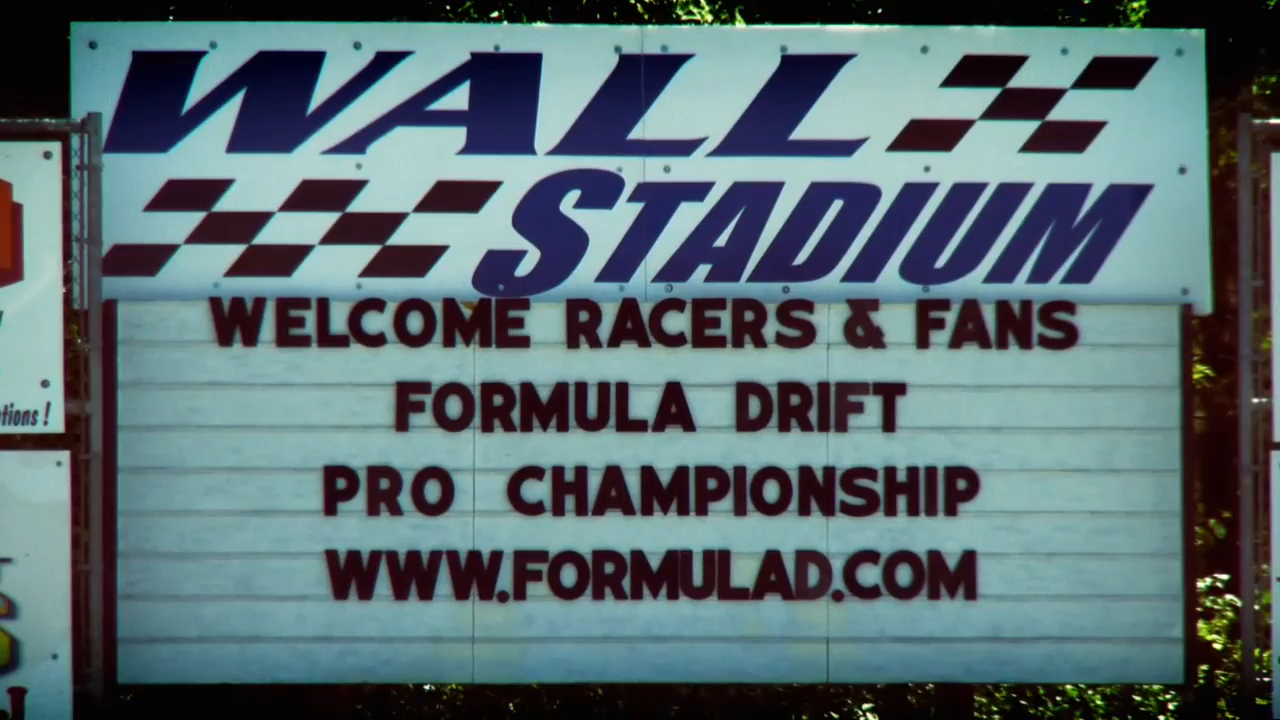 WALL
STADIUM
WELCOME RACERS & FANS
FORMULA DRIFT
PRO CHAMPIONSHIP
WWW.FORMULAD.COM